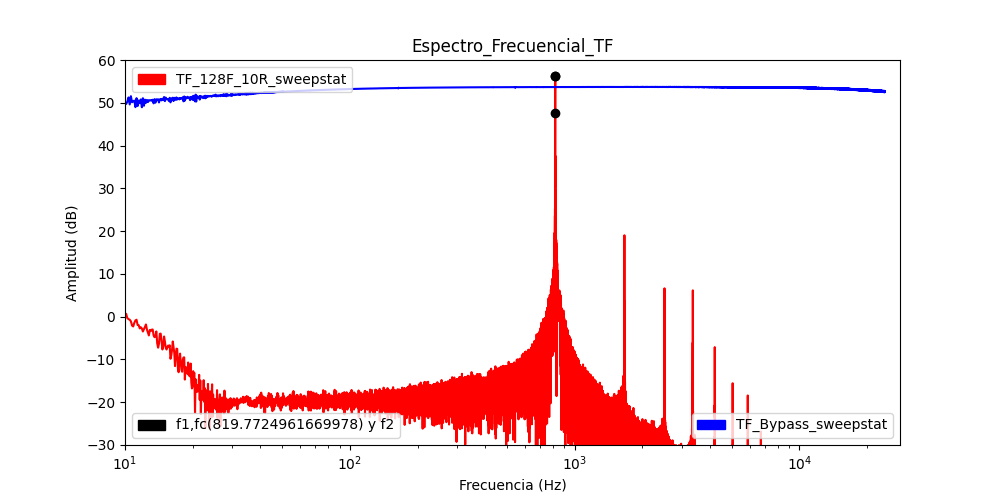 Espectro_Frecuencial_TF
TF_128F_10R_sweepstat
Amplitud (dB)
60
50
40
30
20
10
0
−10
−20
−30
f1,fc(819.7724961669978) y f2
TF_Bypass_sweepstat
10¹
10²
10³
10⁴
Frecuencia (Hz)